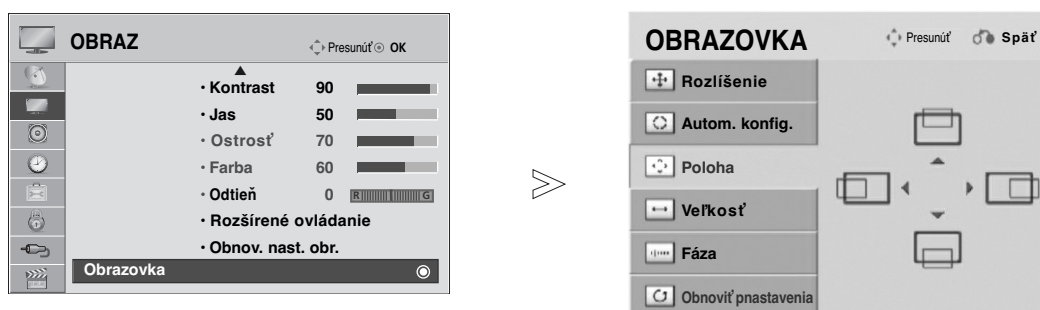 OBRAZ
Presunúť OK
Kontrast 90
Jas 50
Ostrosť 70
Farba 60
Odtieň 0 R G
Rozšírené ovládanie
Obnov. nast. obr.
Obrazovka
OBRAZOVKA
Presunúť Späť
Rozlíšenie
Autom. konfig.
Poloha
Veľkosť
Fáza
Obnoviť pnastavenia